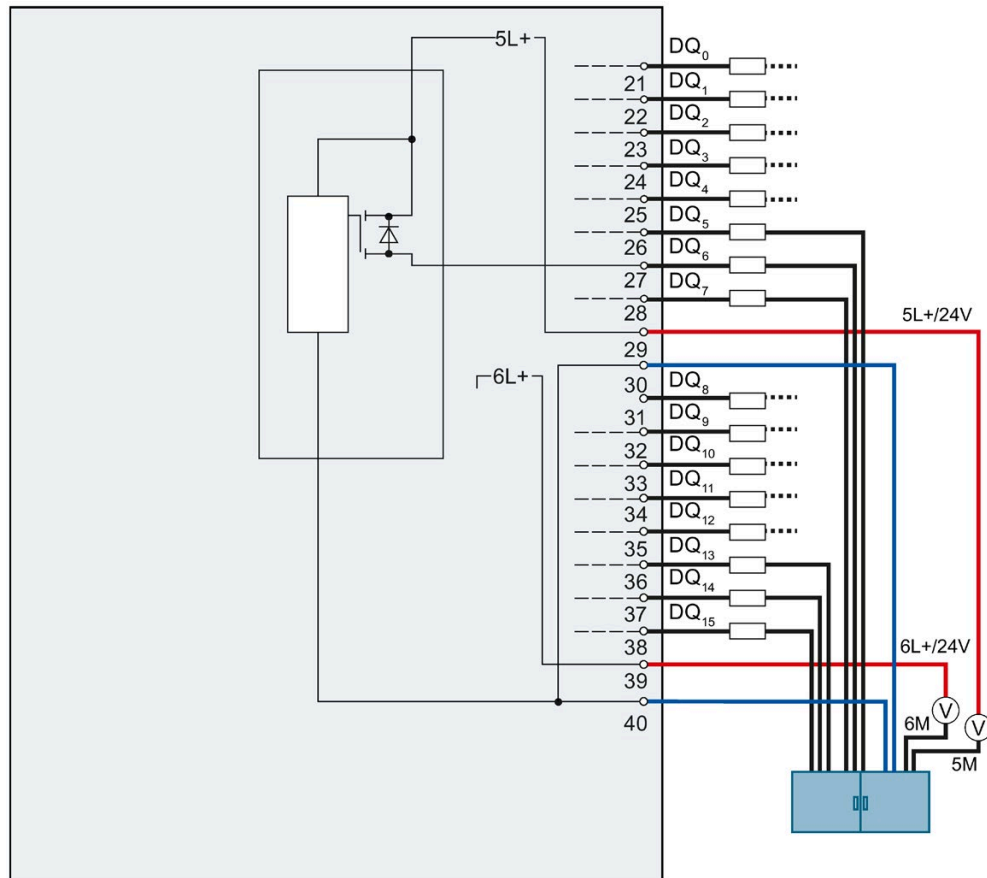 5L+
DQ0
21
DQ1
22
DQ2
23
DQ3
24
DQ4
25
DQ5
26
DQ6
27
DQ7
28
5L+/24V
29
6L+
30
DQ8
31
DQ9
32
DQ10
33
DQ11
34
DQ12
35
DQ13
36
DQ14
37
DQ15
38
6L+/24V
39
V
6M
V
40
5M